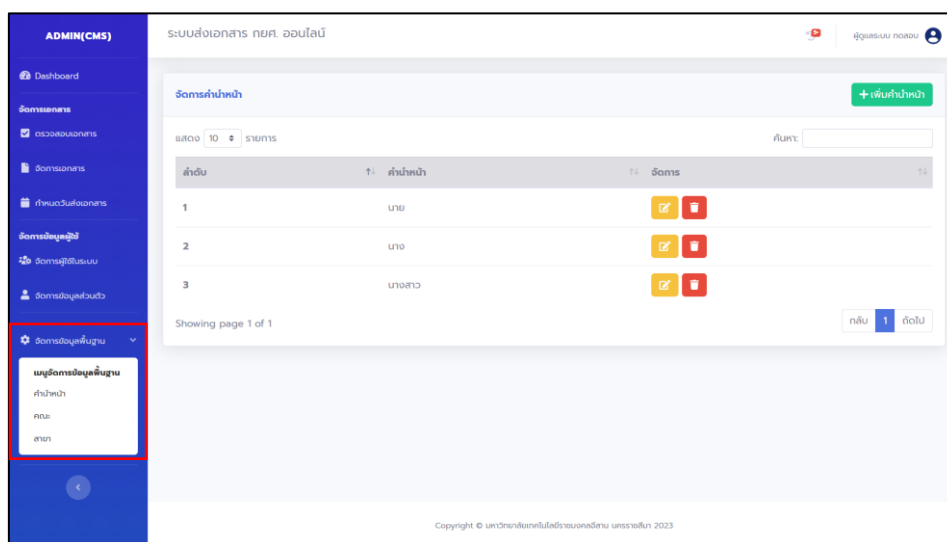 ADMIN(CMS)
ระบบส่งเอกสาร กยศ. ออนไลน์
ผู้ดูแลระบบ ทดสอบ
Dashboard
จัดการเอกสาร
ตรวจสอบเอกสาร
จัดการเอกสาร
กำหนดวันส่งเอกสาร
จัดการข้อมูลผู้ใช้
จัดการผู้ใช้ในระบบ
จัดการข้อมูลส่วนตัว
จัดการข้อมูลพื้นฐาน
เมนูจัดการข้อมูลพื้นฐาน
คำนำหน้า
คณะ
สาขา
จัดการคำนำหน้า
+ เพิ่มคำนำหน้า
แสดง 10 รายการ
ค้นหา:
ลำดับ คำนำหน้า จัดการ
1 นาย
2 นาง
3 นางสาว
Showing page 1 of 1
กลับ 1 ถัดไป
Copyright © มหาวิทยาลัยเทคโนโลยีราชมงคลอีสาน นครราชสีมา 2023